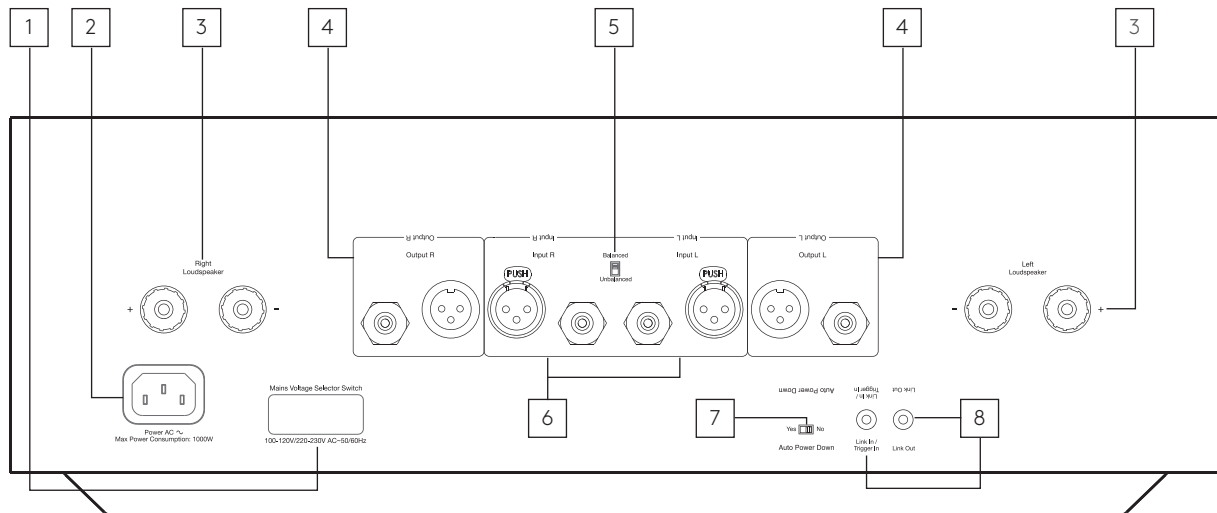 1
2
3
4
5
4
3
Output R
Input R
Input L
Output L
Right
Loudspeaker
Output R
Input R
Balanced
Unbalanced
Input L
Output L
Left
Loudspeaker
PUSH
PUSH
+
-
-
+
Mains Voltage Selector Switch
100-120V/220-230V AC~50/60Hz
Power AC ~
Max Power Consumption: 1000W
6
7
8
Auto Power Down
Link In /
Trigger In
Link Out
Yes
No
Auto Power Down
Link In /
Trigger In
Link Out